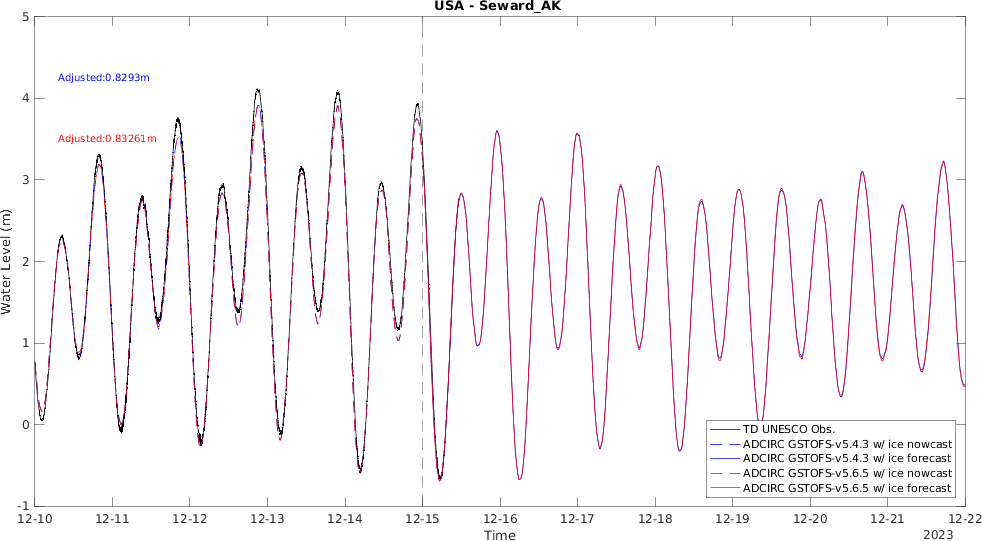 USA - Seward_AK
5
4
3
2
1
0
-1
Water Level (m)
Adjusted:0.8293m
Adjusted:0.83261m
TD UNESCO Obs.
ADCIRC GSTOFS-v5.4.3 w/ ice nowcast
ADCIRC GSTOFS-v5.4.3 w/ ice forecast
ADCIRC GSTOFS-v5.6.5 w/ ice nowcast
ADCIRC GSTOFS-v5.6.5 w/ ice forecast
12-10 12-11 12-12 12-13 12-14 12-15 12-16 12-17 12-18 12-19 12-20 12-21 12-22
Time
2023